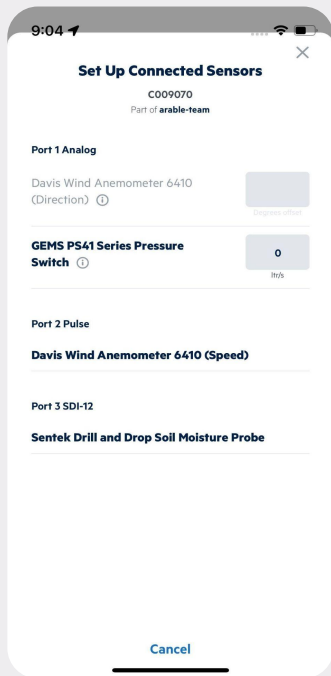 9:04
Set Up Connected Sensors
C009070
Part of arable-team
Port 1 Analog
Davis Wind Anemometer 6410
(Direction)
Degrees offset
GEMS PS41 Series Pressure
Switch
0
ltr/s
Port 2 Pulse
Davis Wind Anemometer 6410 (Speed)
Port 3 SDI-12
Sentek Drill and Drop Soil Moisture Probe
Cancel